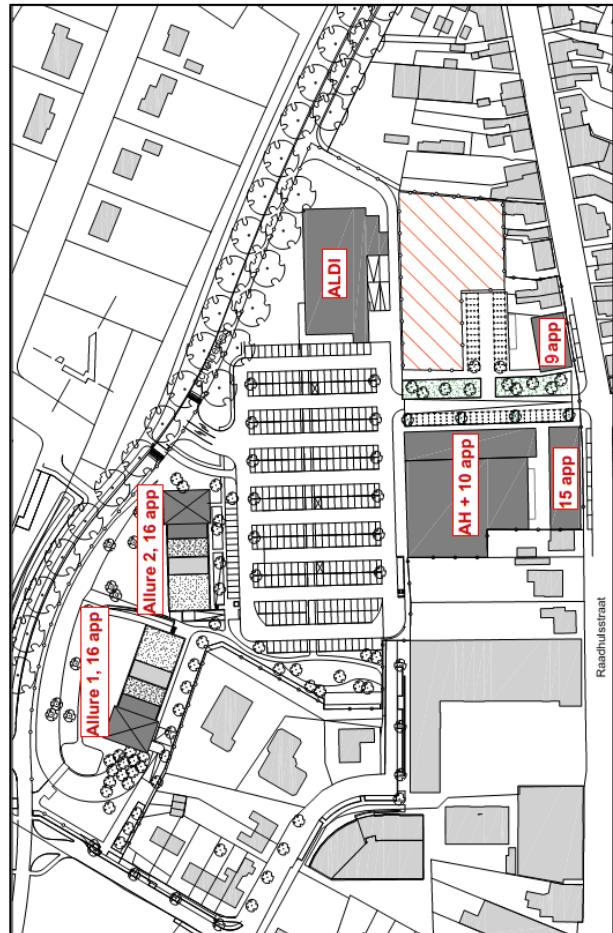 ALDI
9 app
AH + 10 app
15 app
Allure 2, 16 app
Allure 1, 16 app
Raadhuisstraat